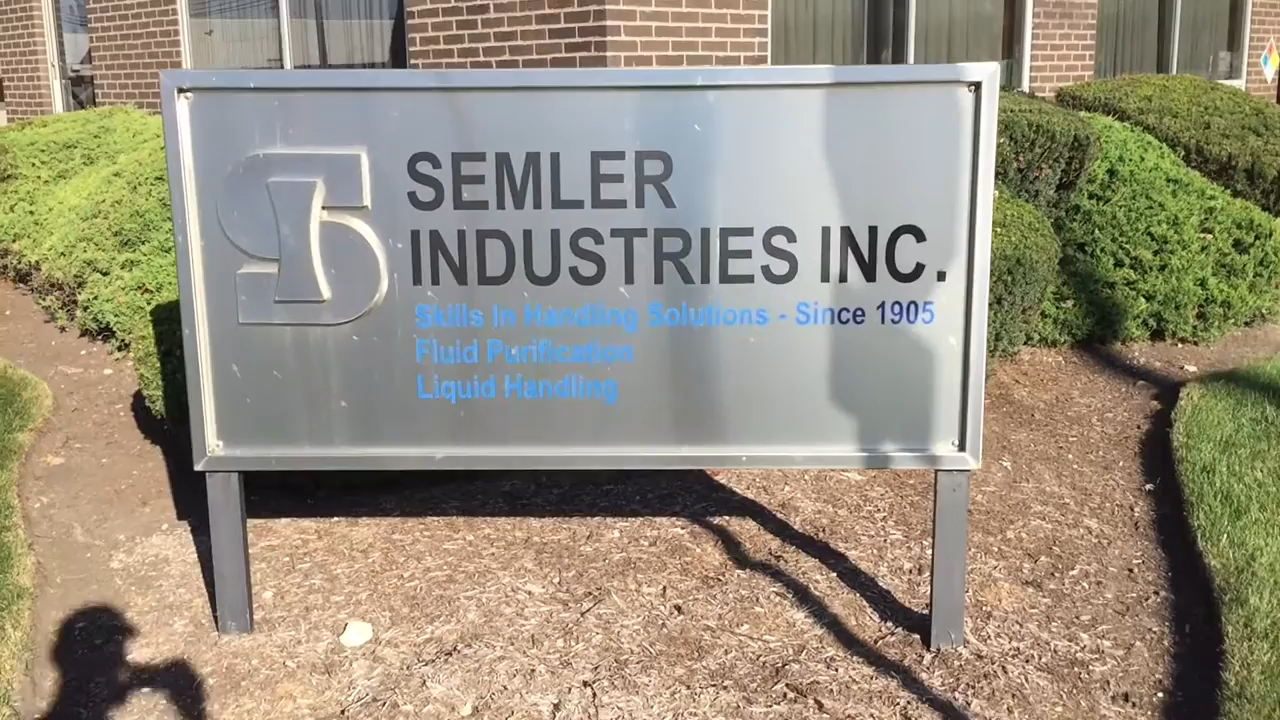 SEMLER
INDUSTRIES INC.
Skills In Handling Solutions - Since 1905
Fluid Purification
Liquid Handling